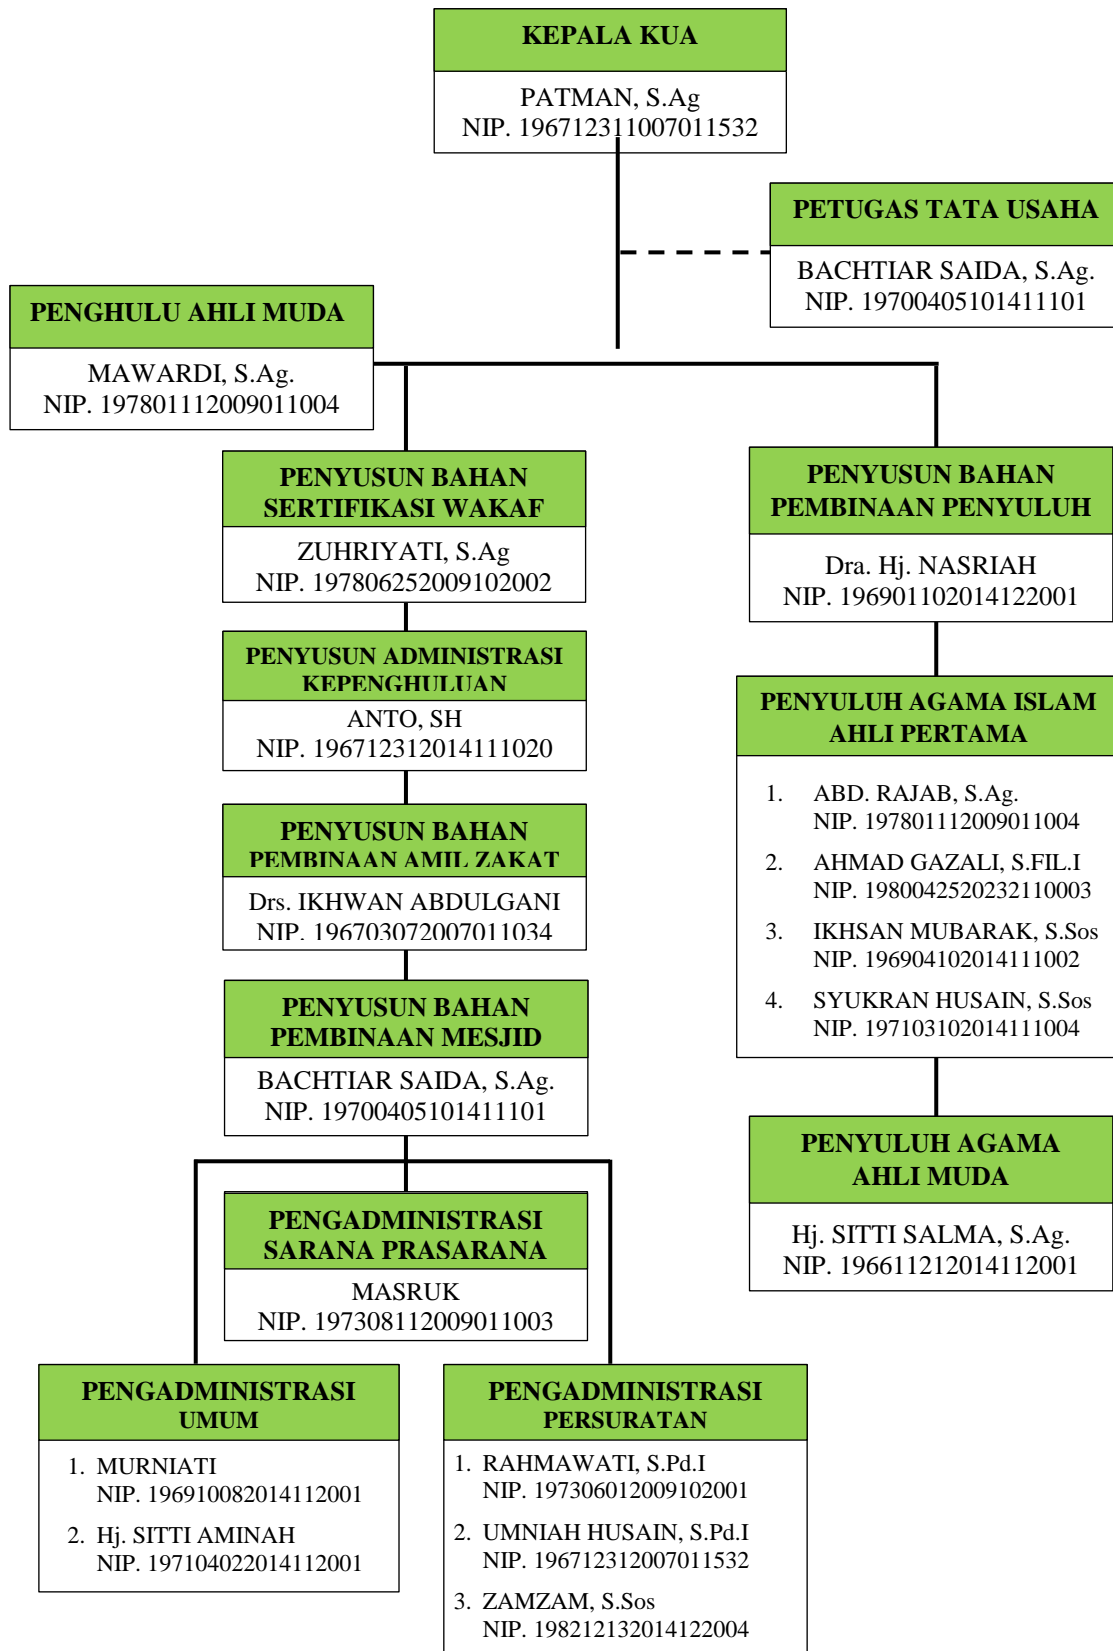 KEPALA KUA
PATMAN, S.Ag
NIP. 196712311007011532
PETUGAS TATA USAHA
BACHTIAR SAIDA, S.Ag.
NIP. 19700405101411101
PENGHULU AHLI MUDA
MAWARDI, S.Ag.
NIP. 197801112009011004
PENYUSUN BAHAN
SERTIFIKASI WAKAF
ZUHRIYATI, S.Ag
NIP. 197806252009102002
PENYUSUN ADMINISTRASI
KEPENGHULUAN
ANTO, SH
NIP. 196712312014111020
PENYUSUN BAHAN
PEMBINAAN AMIL ZAKAT
Drs. IKHWAN ABDULGANI
NIP. 196703072007011034
PENYUSUN BAHAN
PEMBINAAN MESJID
BACHTIAR SAIDA, S.Ag.
NIP. 19700405101411101
PENGADMINISTRASI
SARANA PRASARANA
MASRUK
NIP. 197308112009011003
PENGADMINISTRASI
UMUM
1. MURNIATI
NIP. 196910082014112001
2. Hj. SITTI AMINAH
NIP. 197104022014112001
PENGADMINISTRASI
PERSURATAN
1. RAHMAWATI, S.Pd.I
NIP. 197306012009102001
2. UMNIAH HUSAIN, S.Pd.I
NIP. 196712312007011532
3. ZAMZAM, S.Sos
NIP. 198212132014122004
PENYUSUN BAHAN
PEMBINAAN PENYULUH
Dra. Hj. NASRIAH
NIP. 196901102014122001
PENYULUH AGAMA ISLAM
AHLI PERTAMA
1. ABD. RAJAB, S.Ag.
NIP. 197801112009011004
2. AHMAD GAZALI, S.FIL.I
NIP. 1980042520232110003
3. IKHSAN MUBARAK, S.Sos
NIP. 196904102014111002
4. SYUKRAN HUSAIN, S.Sos
NIP. 197103102014111004
PENYULUH AGAMA
AHLI MUDA
Hj. SITTI SALMA, S.Ag.
NIP. 196611212014112001